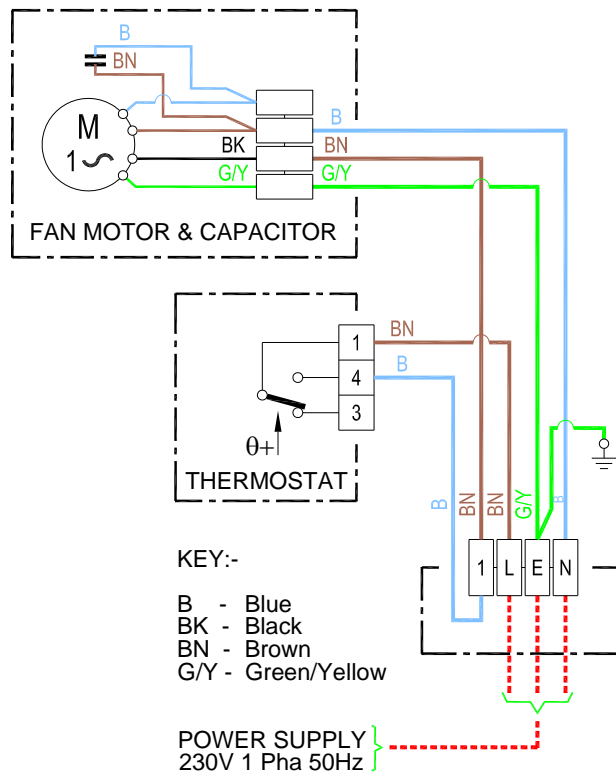 B
BN
M
1
BK
G/Y
B
BN
G/Y
FAN MOTOR & CAPACITOR
1
4
3
BN
B
θ+
THERMOSTAT
B
BN
BN
G/Y
B
1 L E N
KEY:-
B - Blue
BK - Black
BN - Brown
G/Y - Green/Yellow
POWER SUPPLY
230V 1 Pha 50Hz